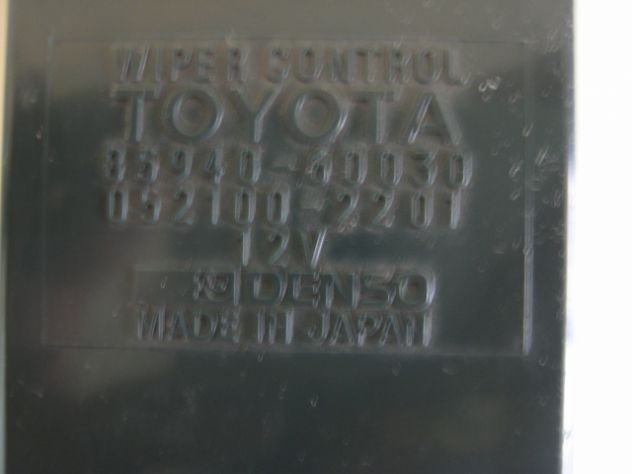 WIPER CONTROL
TOYOTA
85940-60030
052100-2201
12V
DENSO
MADE IN JAPAN